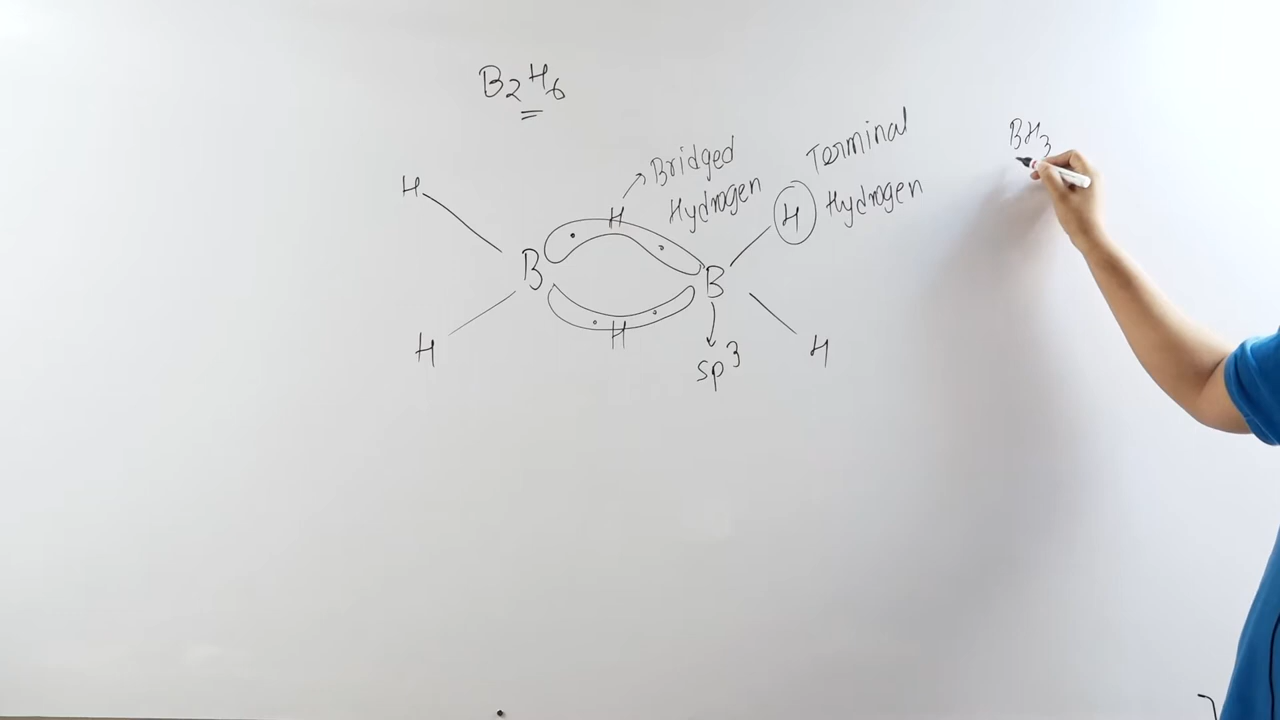 B2H6
BH3
Terminal
Hydrogen
Bridged
Hydrogen
H
H
H
B
B
H
H
H
sp3